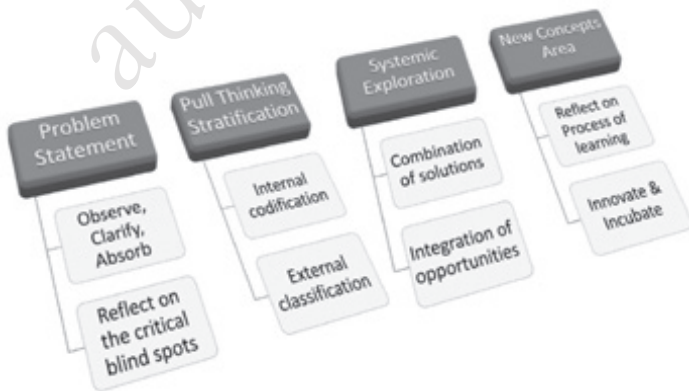 Problem
Statement
Observe,
Clarify,
Absorb
Reflect on
the critical
blind spots
Pull Thinking
Stratification
Internal
codification
External
classification
Systemic
Exploration
Combination
of solutions
Integration of
opportunities
New Concepts
Area
Reflect on
Process of
learning
Innovate &
Incubate